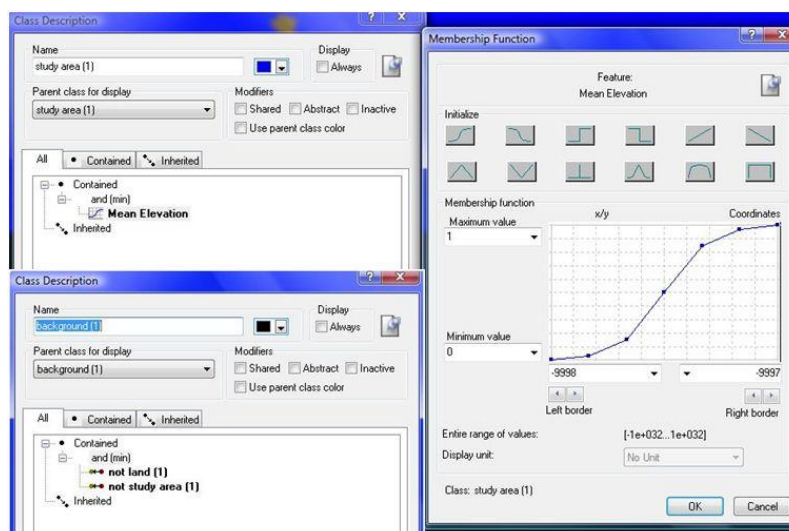 Class Description
Name
study area (1)
Display
Always
Parent class for display
study area (1)
Modifiers
Shared Abstract Inactive
Use parent class color
All Contained Inherited
Contained
and (min)
Mean Elevation
Inherited
Class Description
Name
background (1)
Display
Always
Parent class for display
background (1)
Modifiers
Shared Abstract Inactive
Use parent class color
All Contained Inherited
Contained
and (min)
not land (1)
not study area (1)
Inherited
Membership Function
Feature:
Mean Elevation
Initialize
Membership function
Maximum value
x/y
Coordinates
1
Minimum value
0
-9998
-9997
Left border
Right border
Entire range of values:
[-1e+032...1e+032]
Display unit:
No Unit
Class: study area (1)
OK
Cancel